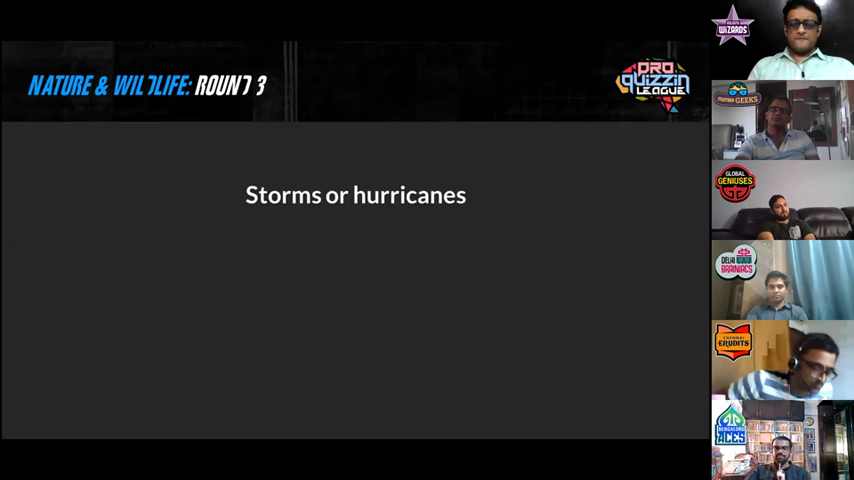 NATURE & WILDLIFE: ROUND 3
PRO
QUIZZIN
LEAGUE
Storms or hurricanes
WIZARDS
GEEKS
GLOBAL
GENIUSES
DELHI
BRAINIACS
CHENNAI
ERUDITS
BENGALURU
ACES